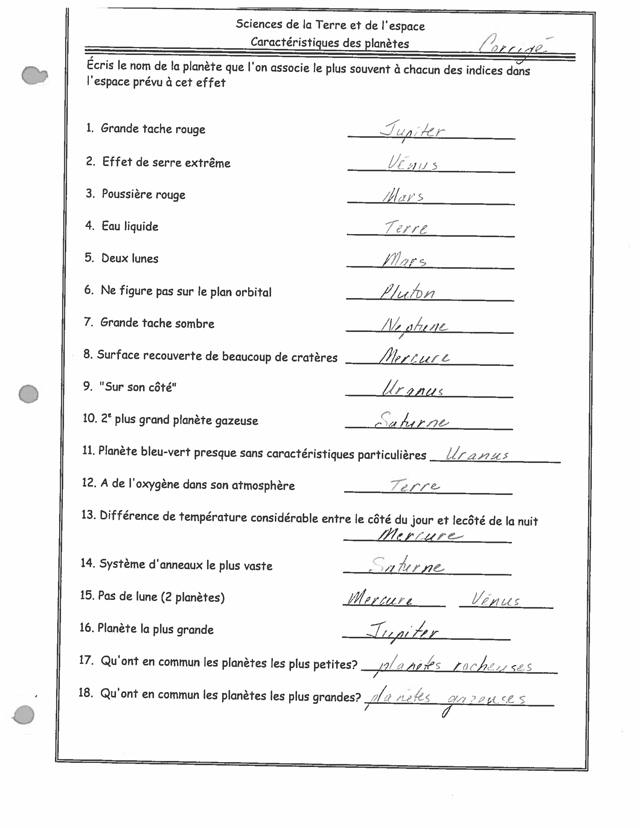 Sciences de la Terre et de l'espace
Caractéristiques des planètes Corrigé
Écris le nom de la planète que l'on associe le plus souvent à chacun des indices dans
l'espace prévu à cet effet
1. Grande tache rouge Jupiter
2. Effet de serre extrême Vénus
3. Poussière rouge Mars
4. Eau liquide Terre
5. Deux lunes Mars
6. Ne figure pas sur le plan orbital Pluton
7. Grande tache sombre Neptune
8. Surface recouverte de beaucoup de cratères Mercure
9. "Sur son côté" Uranus
10. 2e plus grand planète gazeuse Saturne
11. Planète bleu-vert presque sans caractéristiques particulières Uranus
12. A de l'oxygène dans son atmosphère Terre
13. Différence de température considérable entre le côté du jour et lecôté de la nuit
Mercure
14. Système d'anneaux le plus vaste Saturne
15. Pas de lune (2 planètes) Mercure Vénus
16. Planète la plus grande Jupiter
17. Qu'ont en commun les planètes les plus petites? planètes rocheuses
18. Qu'ont en commun les planètes les plus grandes? planètes gazeuses